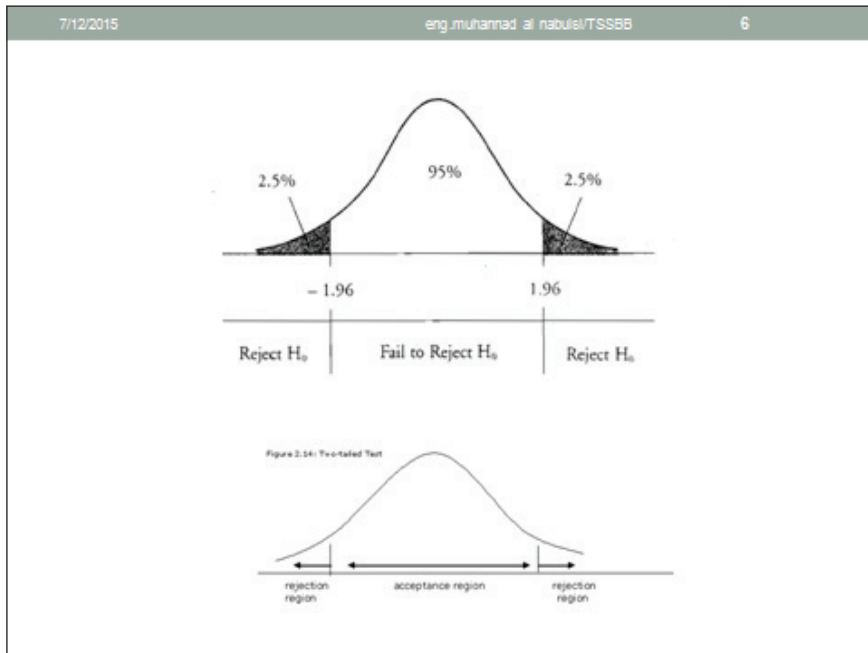 7/12/2015 eng.muhannad al nabulsi/TSSBB 6
95%
2.5% 2.5%
– 1.96 1.96
Reject H₀ Fail to Reject H₀ Reject H₀
Figure 2.14: Two-tailed Test
rejection region acceptance region rejection region